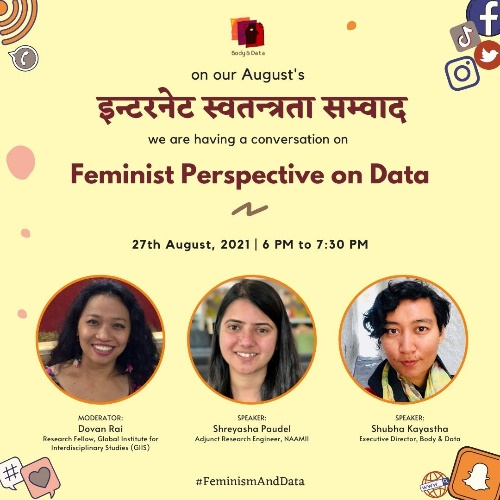 Body & Data
on our August's
इन्टरनेट स्वतन्त्रता सम्वाद
we are having a conversation on
Feminist Perspective on Data
27th August, 2021 | 6 PM to 7:30 PM
MODERATOR:
Dovan Rai
Research Fellow, Global Institute for
Interdisciplinary Studies (GIIS)
SPEAKER:
Shreyasha Paudel
Adjunct Research Engineer, NAAMII
SPEAKER:
Shubha Kayastha
Executive Director, Body & Data
#FeminismAndData